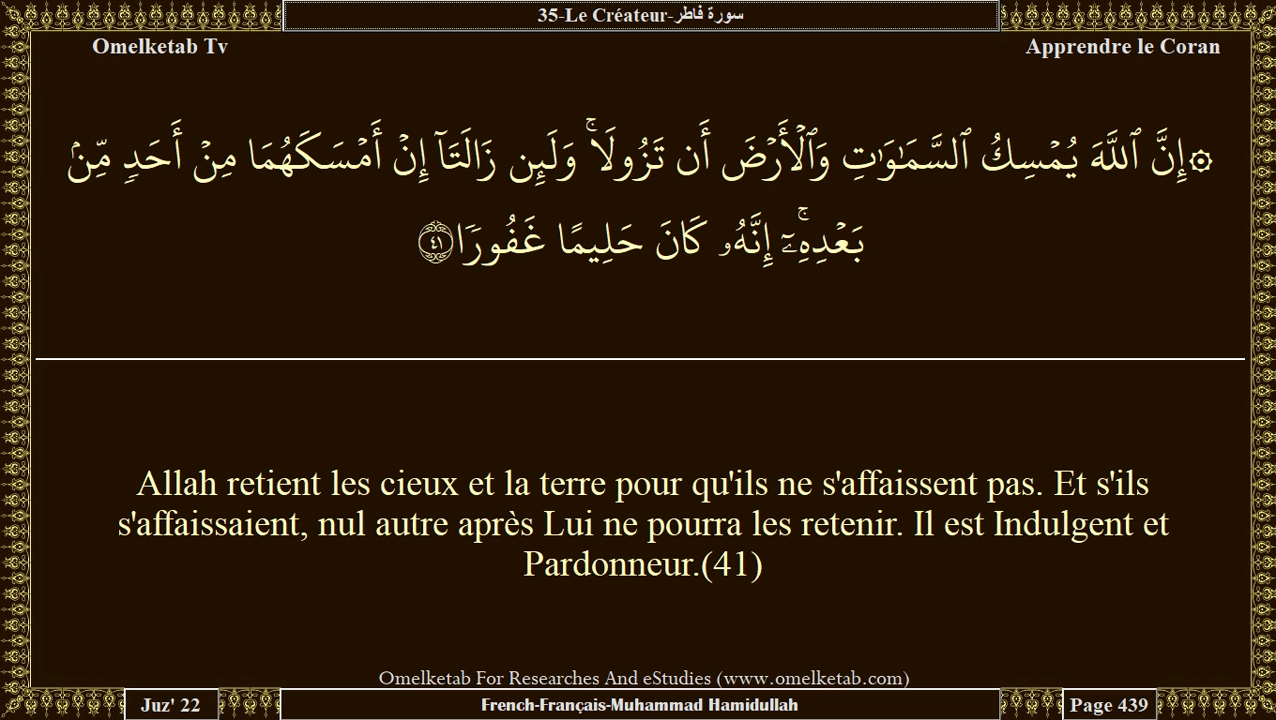 35-Le Créateur-سورة فاطر
Omelketab Tv
Apprendre le Coran
۞إِنَّ ٱللَّهَ يُمۡسِكُ ٱلسَّمَٰوَٰتِ وَٱلۡأَرۡضَ أَن تَزُولَاۚ وَلَئِن زَالَتَآ إِنۡ أَمۡسَكَهُمَا مِنۡ أَحَدٖ مِّنۢ
بَعۡدِهِۦٓۚ إِنَّهُۥ كَانَ حَلِيمًا غَفُورٗا ٤١
Allah retient les cieux et la terre pour qu'ils ne s'affaissent pas. Et s'ils
s'affaissaient, nul autre après Lui ne pourra les retenir. Il est Indulgent et
Pardonneur.(41)
Omelketab For Researches And eStudies (www.omelketab.com)
Juz' 22
French-Français-Muhammad Hamidullah
Page 439